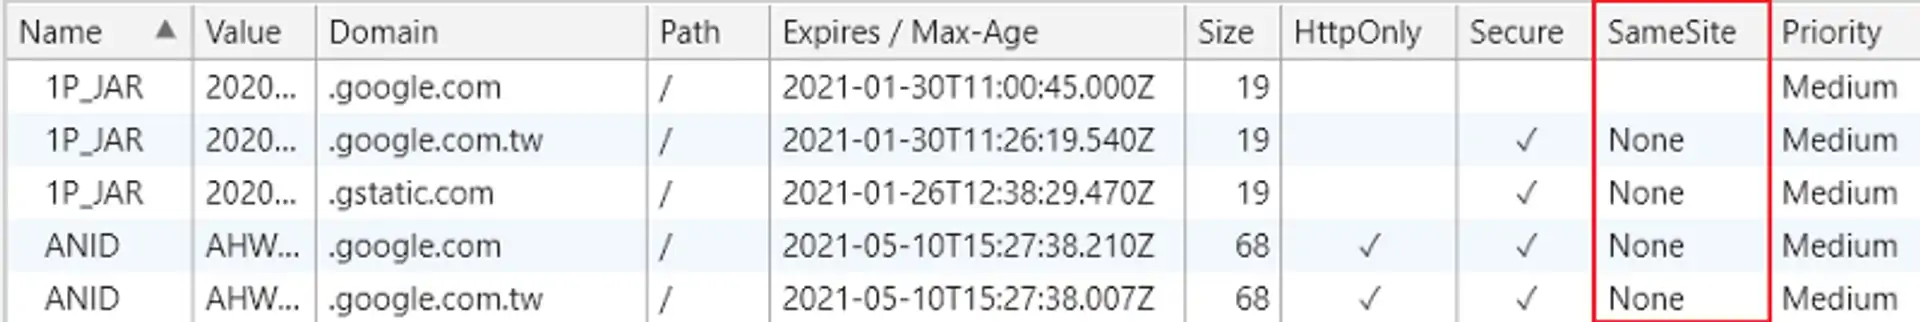 Name ▲ Value Domain Path Expires / Max-Age Size HttpOnly Secure SameSite Priority
1P_JAR 2020... .google.com / 2021-01-30T11:00:45.000Z 19 Medium
1P_JAR 2020... .google.com.tw / 2021-01-30T11:26:19.540Z 19 ✓ None Medium
1P_JAR 2020... .gstatic.com / 2021-01-26T12:38:29.470Z 19 ✓ None Medium
ANID AHW... .google.com / 2021-05-10T15:27:38.210Z 68 ✓ ✓ None Medium
ANID AHW... .google.com.tw / 2021-05-10T15:27:38.007Z 68 ✓ ✓ None Medium